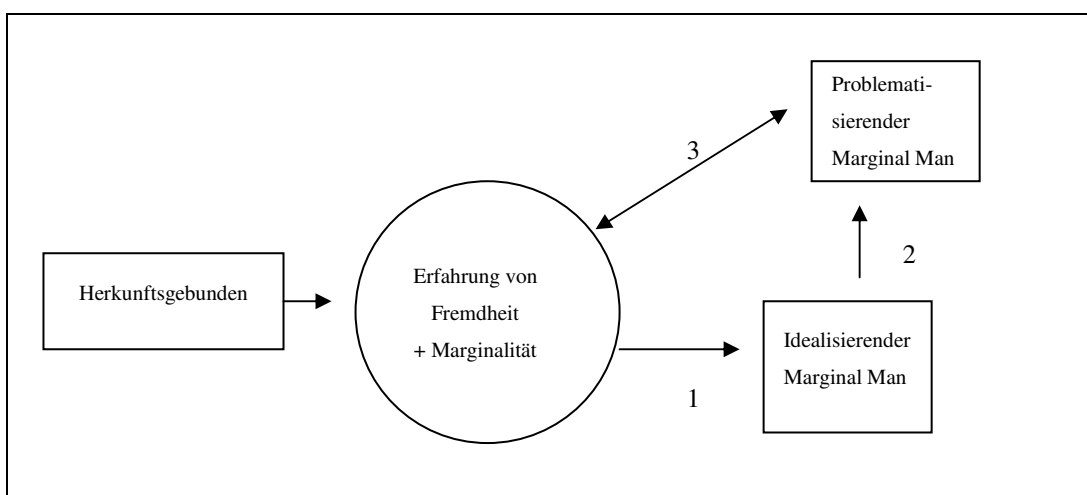 Herkunftsgebunden
Erfahrung von
Fremdheit
+ Marginalität
1
Idealisierender
Marginal Man
2
Problemati-
sierender
Marginal Man
3